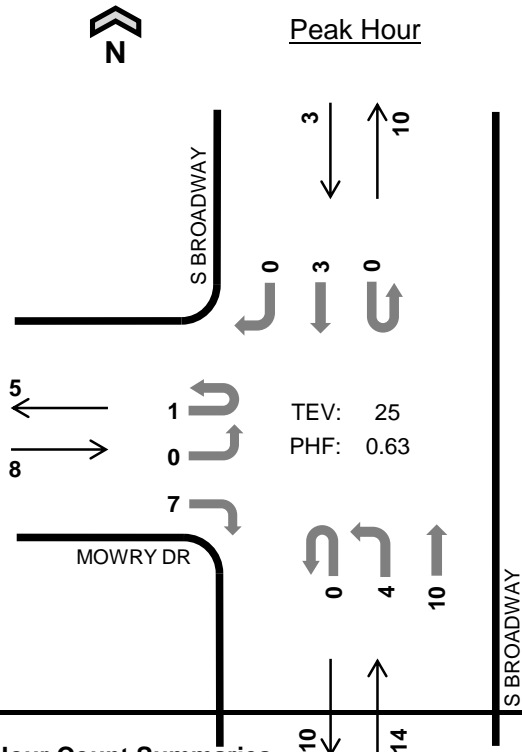 N
Peak Hour
3
10
S BROADWAY
0
3
0
5
8
1
0
7
TEV: 25
PHF: 0.63
MOWRY DR
0
4
10
S BROADWAY
10
14
Hour Count Summaries